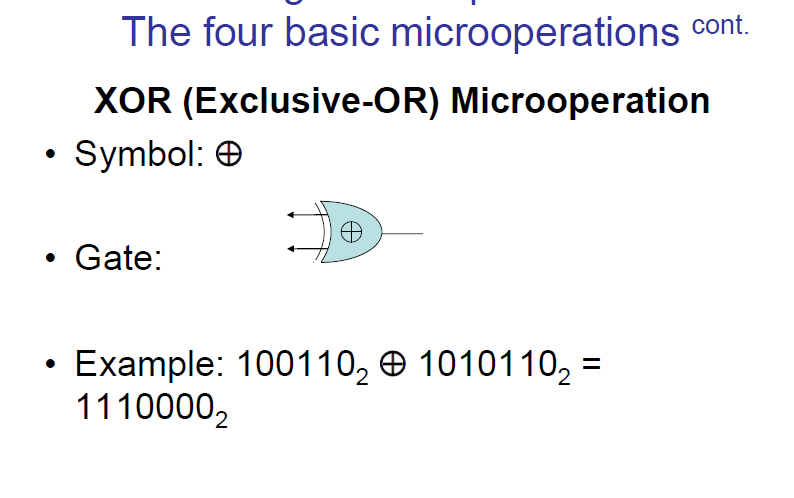 The four basic microoperations cont.
XOR (Exclusive-OR) Microoperation
• Symbol: ⊕
• Gate:
• Example: 100110₂ ⊕ 1010110₂ =
1110000₂